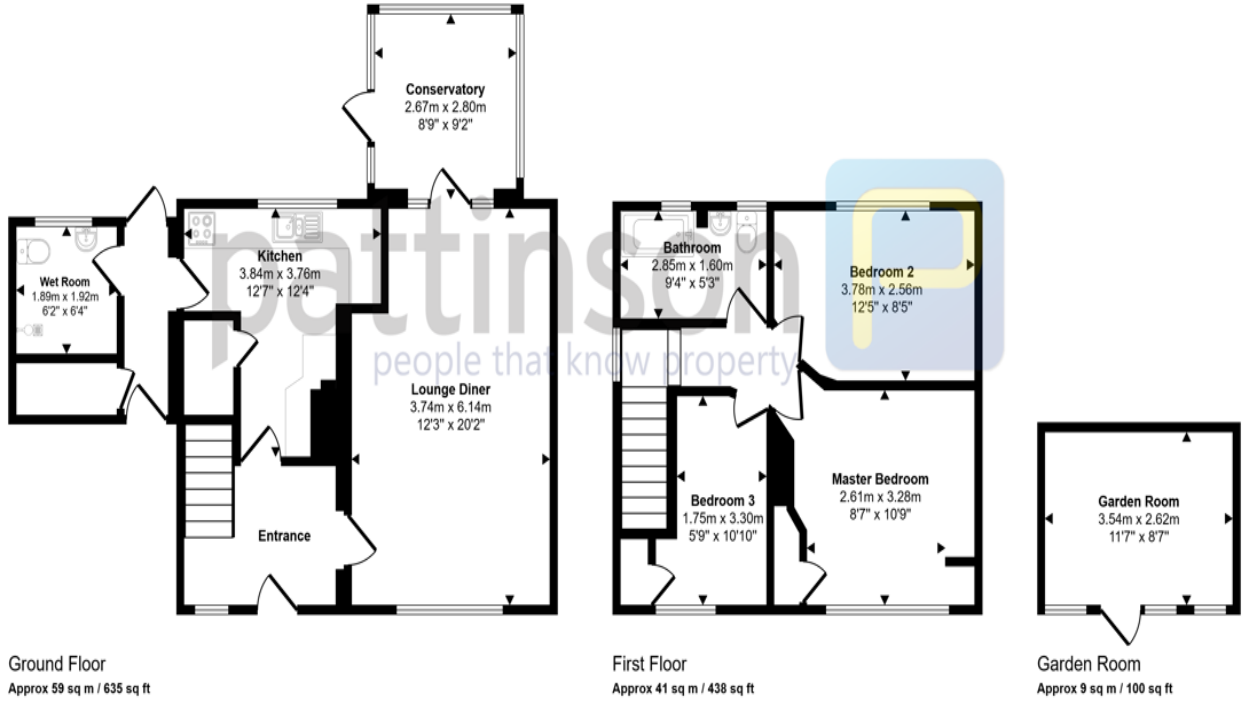 Conservatory
2.67m x 2.80m
8'9" x 9'2"
Kitchen
3.84m x 3.76m
12'7" x 12'4"
Wet Room
1.89m x 1.92m
6'2" x 6'4"
Lounge Diner
3.74m x 6.14m
12'3" x 20'2"
Entrance
Bathroom
2.85m x 1.60m
9'4" x 5'3"
Bedroom 2
3.78m x 2.56m
12'5" x 8'5"
Bedroom 3
1.75m x 3.30m
5'9" x 10'10"
Master Bedroom
2.61m x 3.28m
8'7" x 10'9"
Garden Room
3.54m x 2.62m
11'7" x 8'7"
pattinson
people that know property
Ground Floor
Approx 59 sq m / 635 sq ft
First Floor
Approx 41 sq m / 438 sq ft
Garden Room
Approx 9 sq m / 100 sq ft